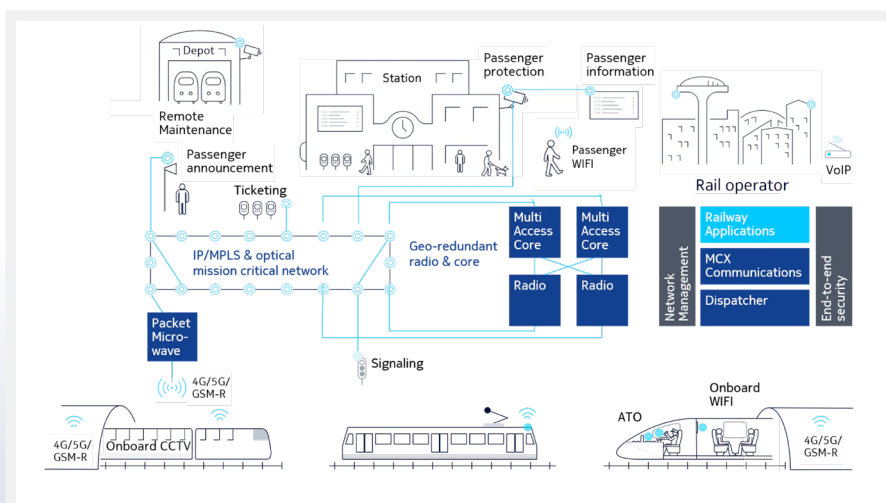 Depot
Remote
Maintenance
Station
Passenger
protection
Passenger
information
Passenger
WIFI
Passenger
announcement
Ticketing
VoIP
Rail operator
IP/MPLS & optical
mission critical network
Geo-redundant
radio & core
Multi
Access
Core
Multi
Access
Core
Radio
Radio
Network
Management
Railway
Applications
MCX
Communications
Dispatcher
End-to-end
security
Packet
Micro-
wave
Signaling
4G/5G/
GSM-R
4G/5G/
GSM-R
Onboard CCTV
ATO
Onboard
WIFI
4G/5G/
GSM-R